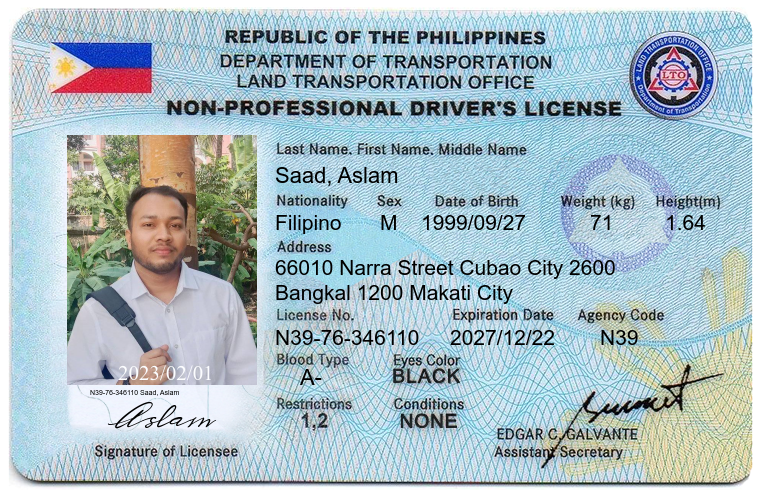 REPUBLIC OF THE PHILIPPINES
DEPARTMENT OF TRANSPORTATION
LAND TRANSPORTATION OFFICE
NON-PROFESSIONAL DRIVER'S LICENSE
LAND TRANSPORTATION OFFICE
LTO
Department of Transportation
Last Name. First Name. Middle Name
Saad, Aslam
Nationality Sex Date of Birth Weight (kg) Height(m)
Filipino M 1999/09/27 71 1.64
Address
66010 Narra Street Cubao City 2600
Bangkal 1200 Makati City
License No. Expiration Date Agency Code
N39-76-346110 2027/12/22 N39
Blood Type Eyes Color
A- BLACK
Restrictions Conditions
1,2 NONE
2023/02/01
N39-76-346110 Saad, Aslam
Aslam
Signature of Licensee
EDGAR C. GALVANTE
Assistant Secretary